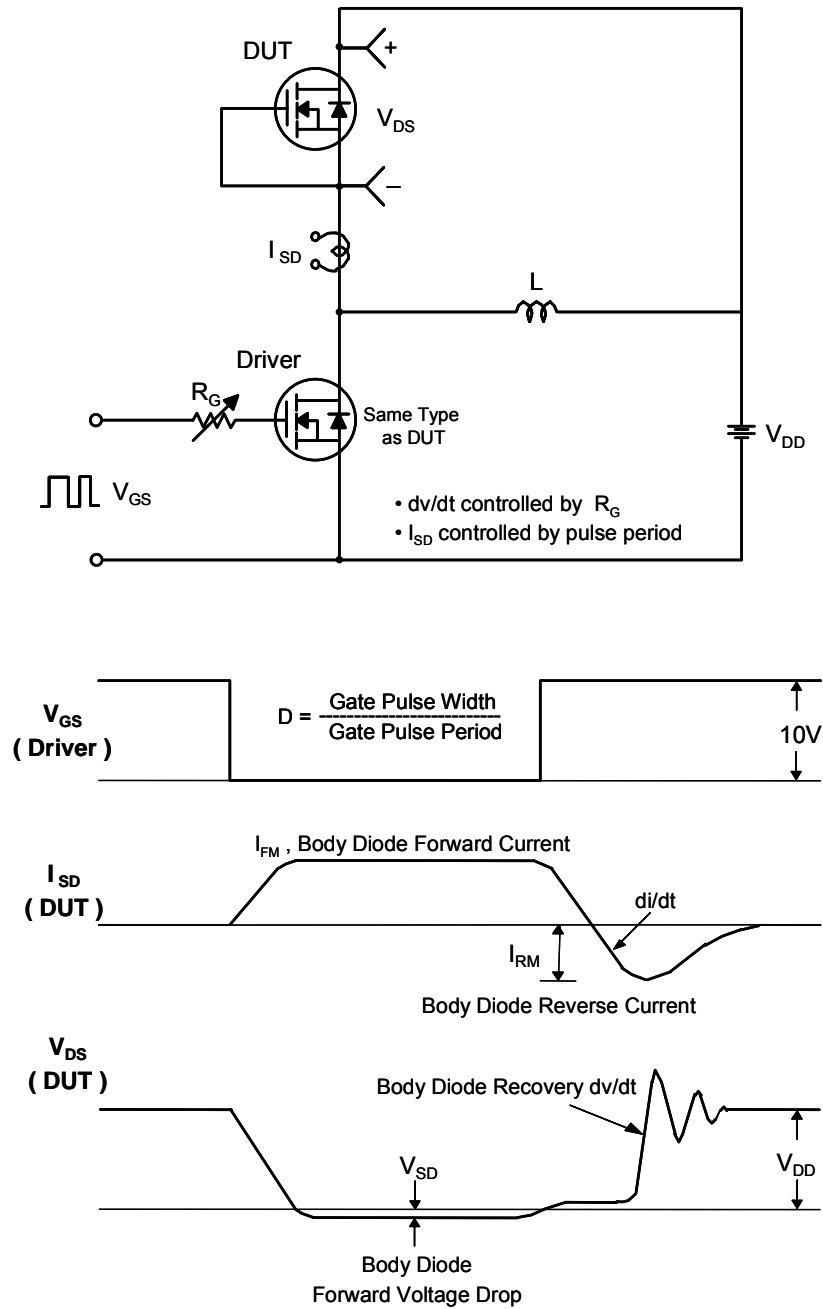 DUT
+
V_DS
–
I_SD
L
Driver
R_G
Same Type
as DUT
V_DD
V_GS
• dv/dt controlled by R_G
• I_SD controlled by pulse period
V_GS
( Driver )
D = Gate Pulse Width
Gate Pulse Period
10V
I_FM , Body Diode Forward Current
I_SD
( DUT )
di/dt
I_RM
Body Diode Reverse Current
V_DS
( DUT )
Body Diode Recovery dv/dt
V_SD
V_DD
Body Diode
Forward Voltage Drop